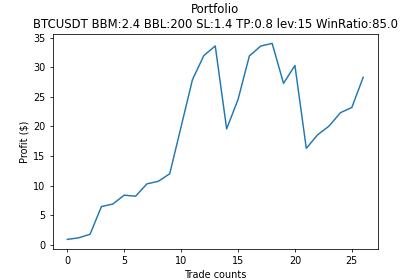 Portfolio
BTCUSDT BBM:2.4 BBL:200 SL:1.4 TP:0.8 lev:15 WinRatio:85.0
35
30
25
20
15
10
5
0
Profit ($)
0 5 10 15 20 25
Trade counts